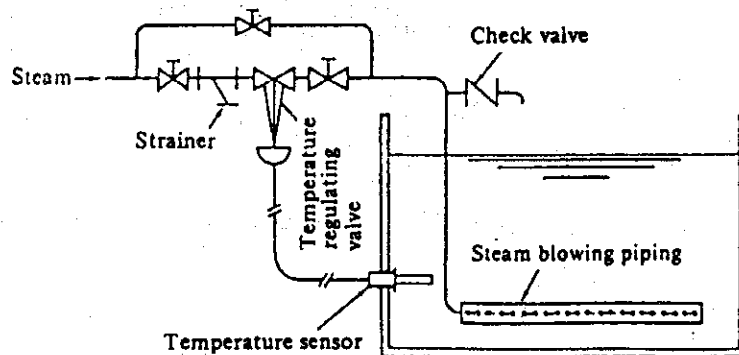 Check valve
Steam
Strainer
Temperature
regulating
valve
Steam blowing piping
Temperature sensor